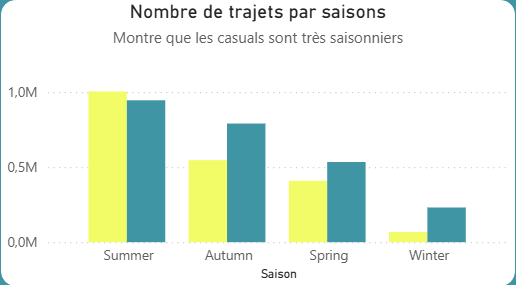 Nombre de trajets par saisons
Montre que les casuals sont très saisonniers
1,0M
0,5M
0,0M
Summer Autumn Spring Winter
Saison